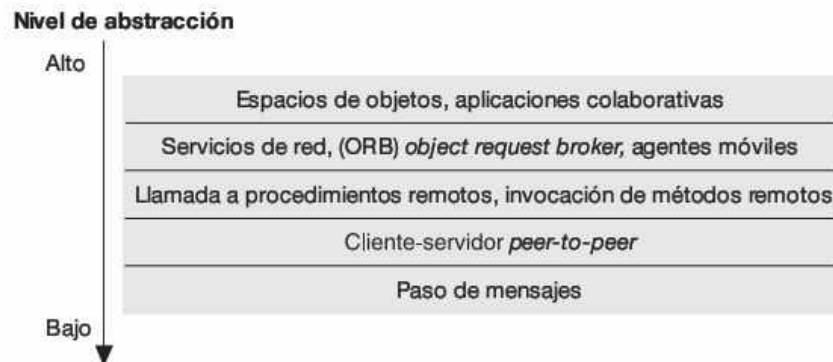 Nivel de abstracción
Alto
Espacios de objetos, aplicaciones colaborativas
Servicios de red, (ORB) object request broker, agentes móviles
Llamada a procedimientos remotos, invocación de métodos remotos
Cliente-servidor peer-to-peer
Paso de mensajes
Bajo